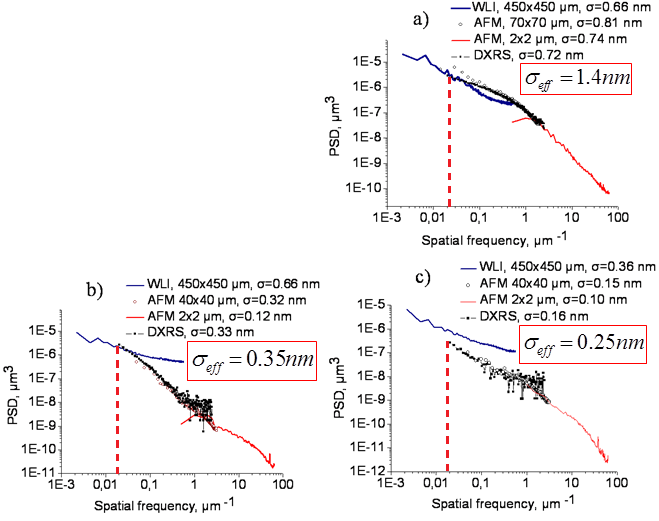 a)
WLI, 450x450 µm, σ=0.66 nm
AFM, 70x70 µm, σ=0.81 nm
AFM, 2x2 µm, σ=0.74 nm
DXRS, σ=0.72 nm
σeff = 1.4nm
1E-5
1E-6
1E-7
1E-8
1E-9
1E-10
PSD, µm3
1E-3 0,01 0,1 1 10 100
Spatial frequency, µm -1
b)
WLI, 450x450 µm, σ=0.66 nm
AFM 40x40 µm, σ=0.32 nm
AFM 2x2 µm, σ=0.12 nm
DXRS, σ=0.33 nm
σeff = 0.35nm
1E-5
1E-6
1E-7
1E-8
1E-9
1E-10
1E-11
PSD, µm3
1E-3 0,01 0,1 1 10 100
Spatial frequency, µm -1
c)
WLI, 450x450 µm, σ=0.36 nm
AFM 40x40 µm, σ=0.15 nm
AFM 2x2 µm, σ=0.10 nm
DXRS, σ=0.16 nm
σeff = 0.25nm
1E-5
1E-6
1E-7
1E-8
1E-9
1E-10
1E-11
1E-12
PSD, µm3
1E-3 0,01 0,1 1 10 100
Spatial frequency, µm -1